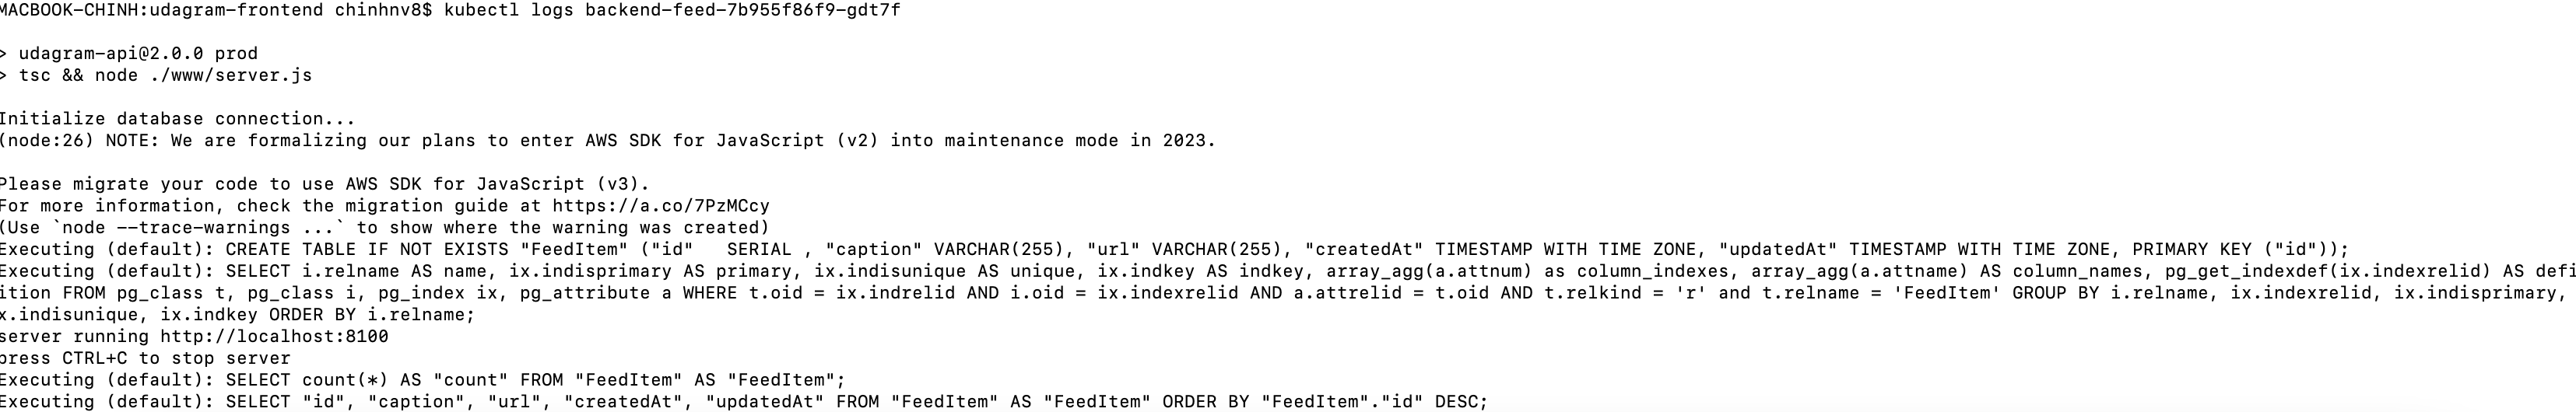 MACBOOK-CHINH:udagram-frontend chinhnv8$ kubectl logs backend-feed-7b955f86f9-gdt7f
> udagram-api@2.0.0 prod
> tsc && node ./www/server.js
Initialize database connection...
(node:26) NOTE: We are formalizing our plans to enter AWS SDK for JavaScript (v2) into maintenance mode in 2023.
Please migrate your code to use AWS SDK for JavaScript (v3).
For more information, check the migration guide at https://a.co/7PzMCcy
(Use `node --trace-warnings ...` to show where the warning was created)
Executing (default): CREATE TABLE IF NOT EXISTS "FeedItem" ("id"   SERIAL , "caption" VARCHAR(255), "url" VARCHAR(255), "createdAt" TIMESTAMP WITH TIME ZONE, "updatedAt" TIMESTAMP WITH TIME ZONE, PRIMARY KEY ("id"));
Executing (default): SELECT i.relname AS name, ix.indisprimary AS primary, ix.indisunique AS unique, ix.indkey AS indkey, array_agg(a.attnum) as column_indexes, array_agg(a.attname) AS column_names, pg_get_indexdef(ix.indexrelid) AS defi
ition FROM pg_class t, pg_class i, pg_index ix, pg_attribute a WHERE t.oid = ix.indrelid AND i.oid = ix.indexrelid AND a.attrelid = t.oid AND t.relkind = 'r' and t.relname = 'FeedItem' GROUP BY i.relname, ix.indexrelid, ix.indisprimary,
x.indisunique, ix.indkey ORDER BY i.relname;
server running http://localhost:8100
press CTRL+C to stop server
Executing (default): SELECT count(*) AS "count" FROM "FeedItem" AS "FeedItem";
Executing (default): SELECT "id", "caption", "url", "createdAt", "updatedAt" FROM "FeedItem" AS "FeedItem" ORDER BY "FeedItem"."id" DESC;